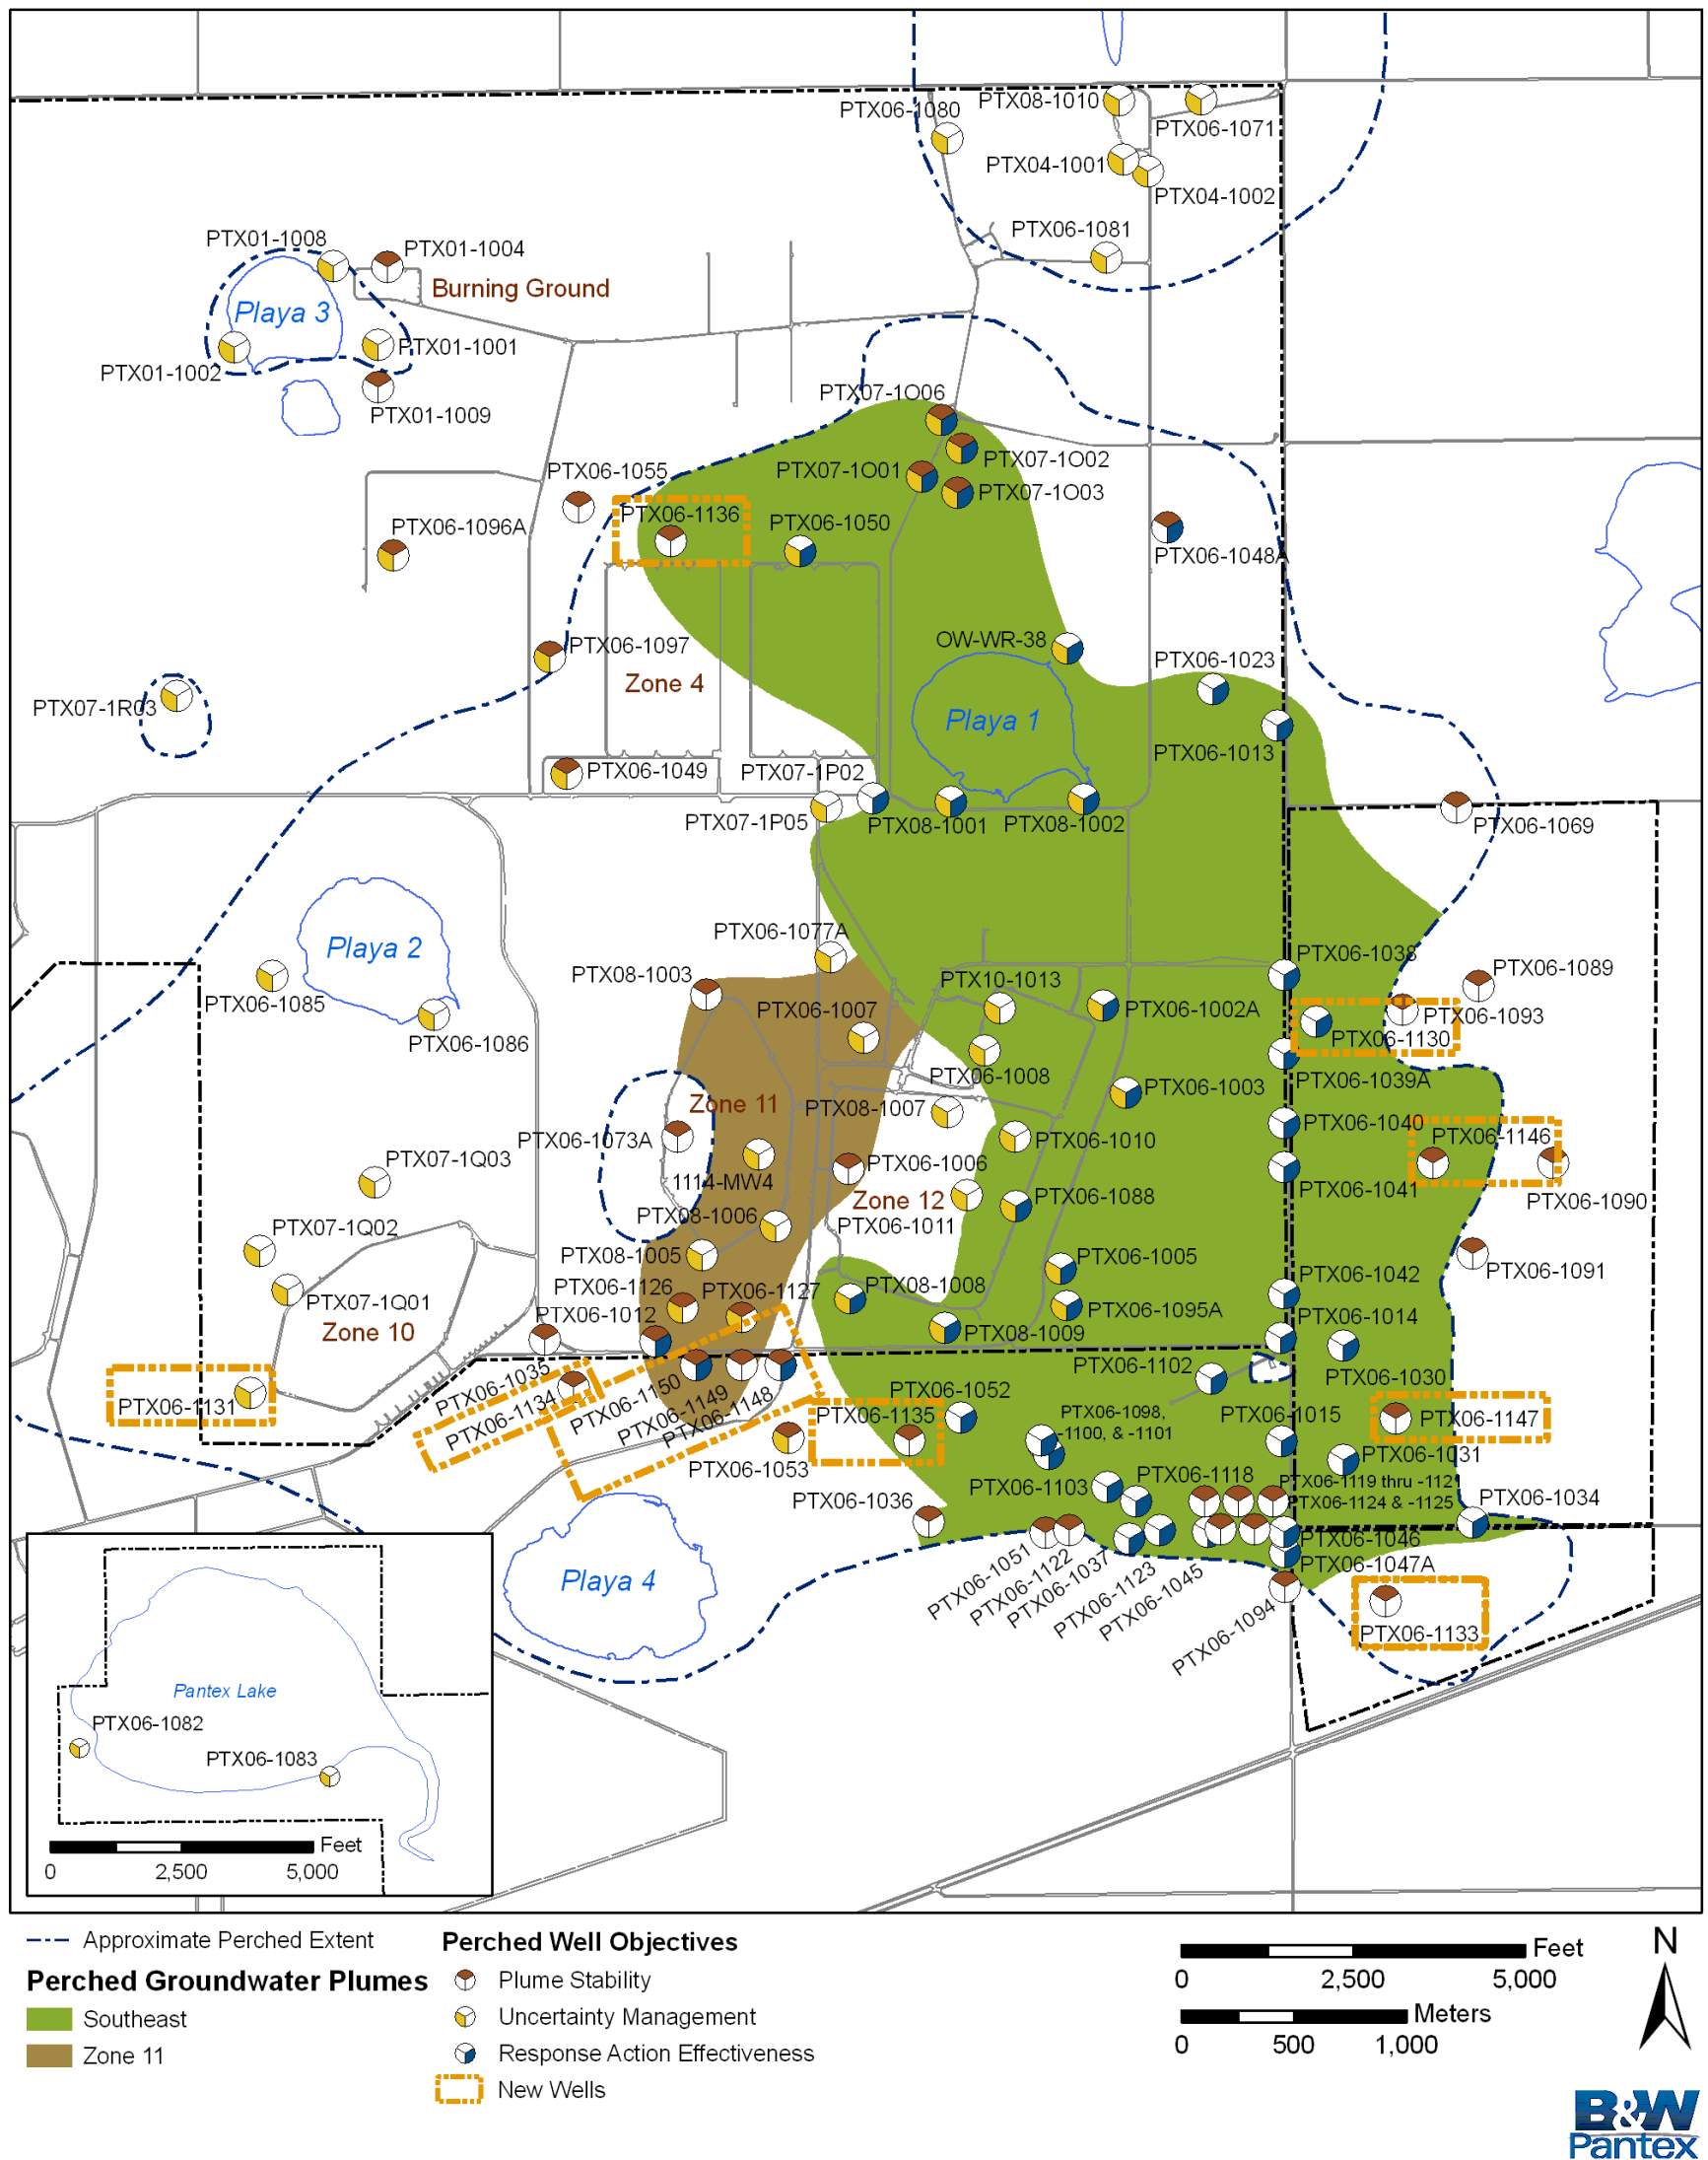 PTX06-1080
PTX08-1010
PTX06-1071
PTX04-1001
PTX04-1002
PTX06-1081
PTX01-1008
PTX01-1004
Burning Ground
Playa 3
PTX01-1001
PTX01-1002
PTX01-1009
PTX07-1O06
PTX07-1O02
PTX07-1O01
PTX07-1O03
PTX06-1055
PTX06-1136
PTX06-1050
PTX06-1096A
PTX06-1048A
OW-WR-38
PTX06-1097
PTX06-1023
Zone 4
PTX07-1R03
Playa 1
PTX06-1013
PTX06-1049
PTX07-1P02
PTX07-1P05
PTX08-1001
PTX08-1002
PTX06-1069
PTX06-1077A
Playa 2
PTX06-1038
PTX08-1003
PTX10-1013
PTX06-1089
PTX06-1085
PTX06-1007
PTX06-1002A
PTX06-1093
PTX06-1130
PTX06-1086
PTX06-1008
PTX06-1039A
PTX06-1003
Zone 11
PTX08-1007
PTX06-1040
PTX06-1146
PTX06-1073A
PTX06-1010
PTX07-1Q03
PTX06-1006
1114-MW4
PTX06-1041
PTX06-1088
Zone 12
PTX06-1090
PTX08-1006
PTX06-1011
PTX07-1Q02
PTX08-1005
PTX06-1005
PTX06-1091
PTX06-1042
PTX06-1126
PTX06-1127
PTX08-1008
PTX07-1Q01
PTX06-1012
PTX06-1095A
PTX06-1014
Zone 10
PTX08-1009
PTX06-1102
PTX06-1035
PTX06-1030
PTX06-1131
PTX06-1134
PTX06-1150
PTX06-1149
PTX06-1148
PTX06-1052
PTX06-1135
PTX06-1098,
-1100, & -1101
PTX06-1015
PTX06-1147
PTX06-1053
PTX06-1031
PTX06-1103
PTX06-1118
PTX06-1119 thru -1121
PTX06-1124 & -1125
PTX06-1034
PTX06-1036
PTX06-1046
PTX06-1047A
PTX06-1051
PTX06-1122
PTX06-1037
PTX06-1123
PTX06-1045
PTX06-1094
PTX06-1133
Playa 4
Pantex Lake
PTX06-1082
PTX06-1083
Feet
0 2,500 5,000
Approximate Perched Extent
Perched Groundwater Plumes
Southeast
Zone 11
Perched Well Objectives
Plume Stability
Uncertainty Management
Response Action Effectiveness
New Wells
Feet
0 2,500 5,000
Meters
0 500 1,000
N
B&W
Pantex